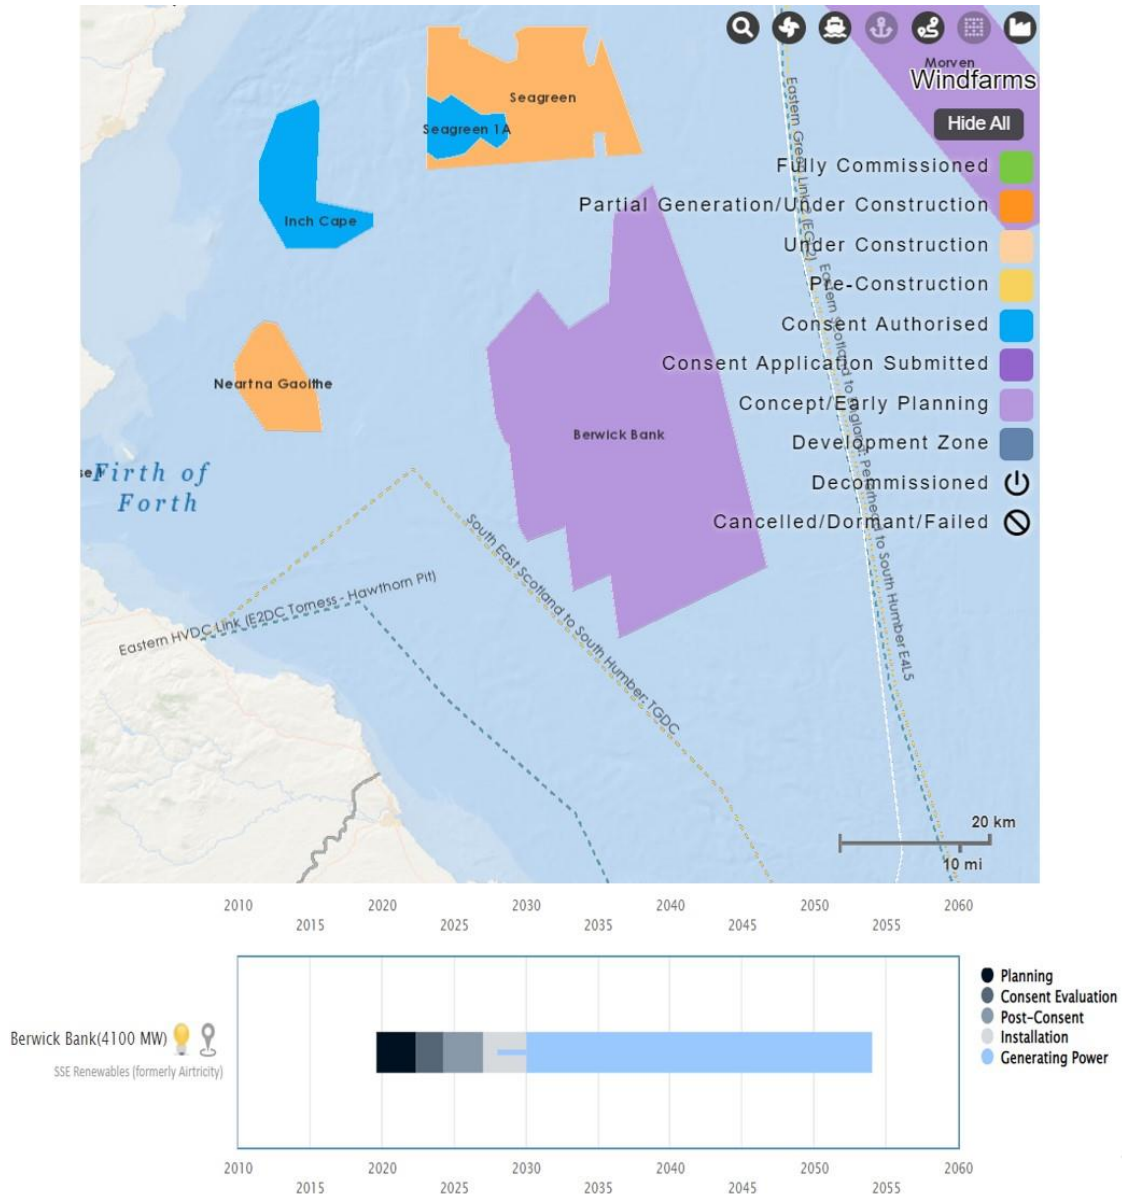 Morven
Windfarms
Hide All
Seagreen
Seagreen 1A
Inch Cape
Neartna Gaoithe
Berwick Bank
Firth of
Forth
Fully Commissioned
Partial Generation/Under Construction
Under Construction
Pre-Construction
Consent Authorised
Consent Application Submitted
Concept/Early Planning
Development Zone
Decommissioned
Cancelled/Dormant/Failed
Eastern Green Link 2 (EGL2)
Eastern Scotland to England: Peterhead to South Humber E4L5
South East Scotland to South Humber: TGDC
Eastern HVDC Link (E2DC Torness - Hawthorn Pit)
20 km
10 mi
2010 2020 2030 2040 2050 2060
2015 2025 2035 2045 2055
Berwick Bank(4100 MW)
SSE Renewables (formerly Airtricity)
Planning
Consent Evaluation
Post-Consent
Installation
Generating Power
2010 2020 2030 2040 2050 2060
2015 2025 2035 2045 2055